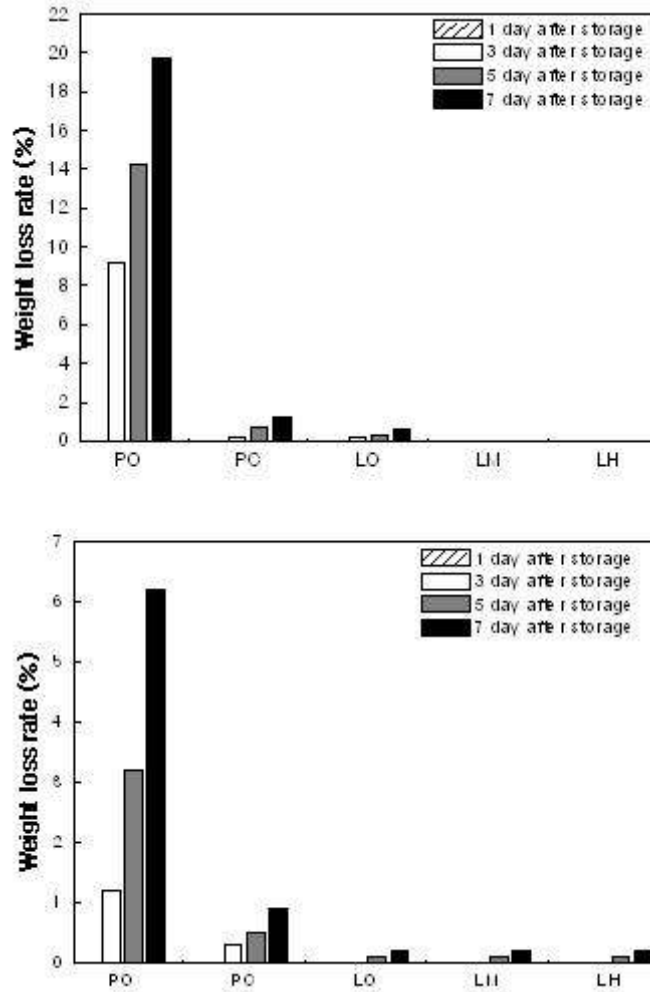 22
20
18
16
14
12
10
8
6
4
2
0
Weight loss rate (%)
1 day after storage
3 day after storage
5 day after storage
7 day after storage
PO PC LO LM LH
7
6
5
4
3
2
1
0
Weight loss rate (%)
1 day after storage
3 day after storage
5 day after storage
7 day after storage
PO PC LO LM LH